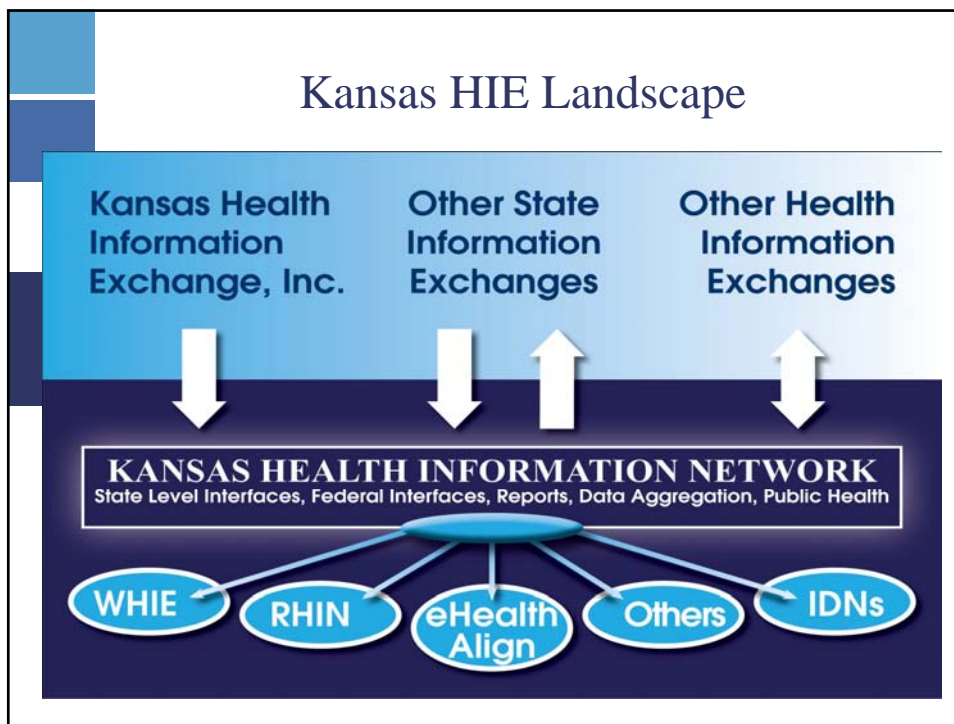 Kansas HIE Landscape
Kansas Health
Information
Exchange, Inc.
Other State
Information
Exchanges
Other Health
Information
Exchanges
KANSAS HEALTH INFORMATION NETWORK
State Level Interfaces, Federal Interfaces, Reports, Data Aggregation, Public Health
WHIE
RHIN
eHealth
Align
Others
IDNs